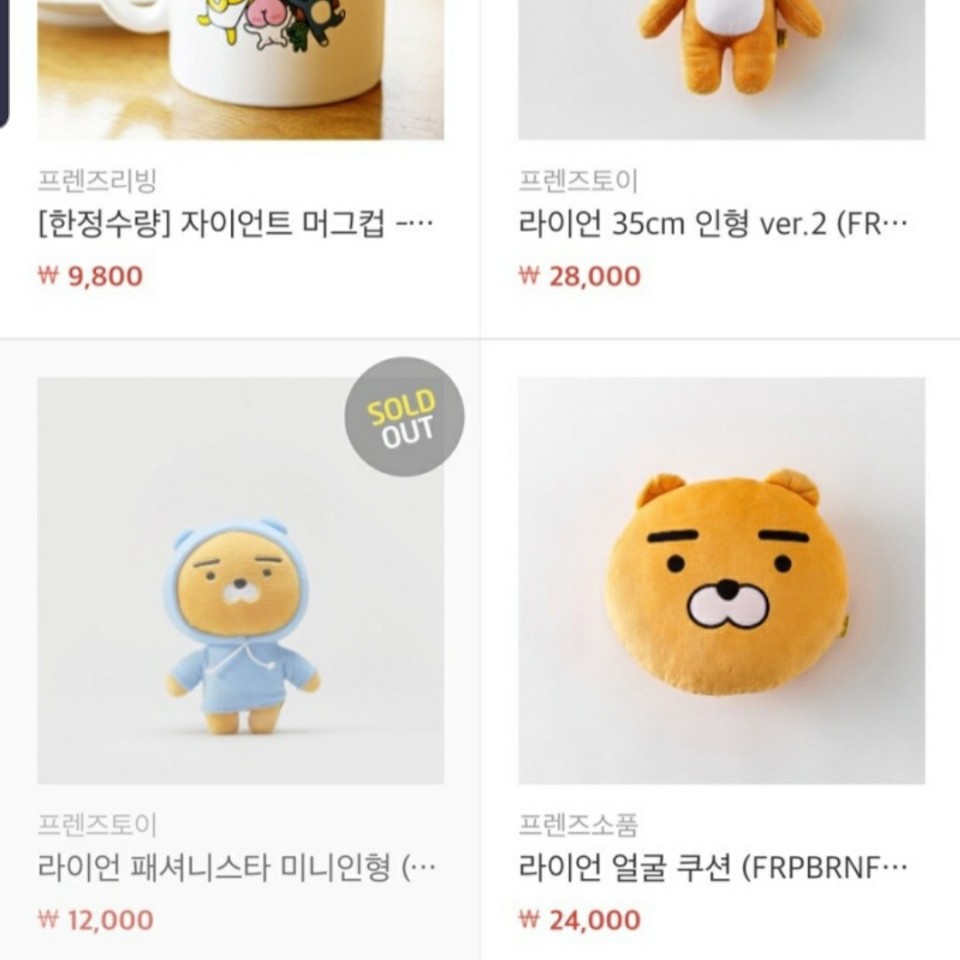 프렌즈리빙
[한정수량] 자이언트 머그컵 -···
₩ 9,800
프렌즈토이
라이언 35cm 인형 ver.2 (FR···
₩ 28,000
SOLD
OUT
프렌즈토이
라이언 패셔니스타 미니인형 (···
₩ 12,000
프렌즈소품
라이언 얼굴 쿠션 (FRPBRNF···
₩ 24,000